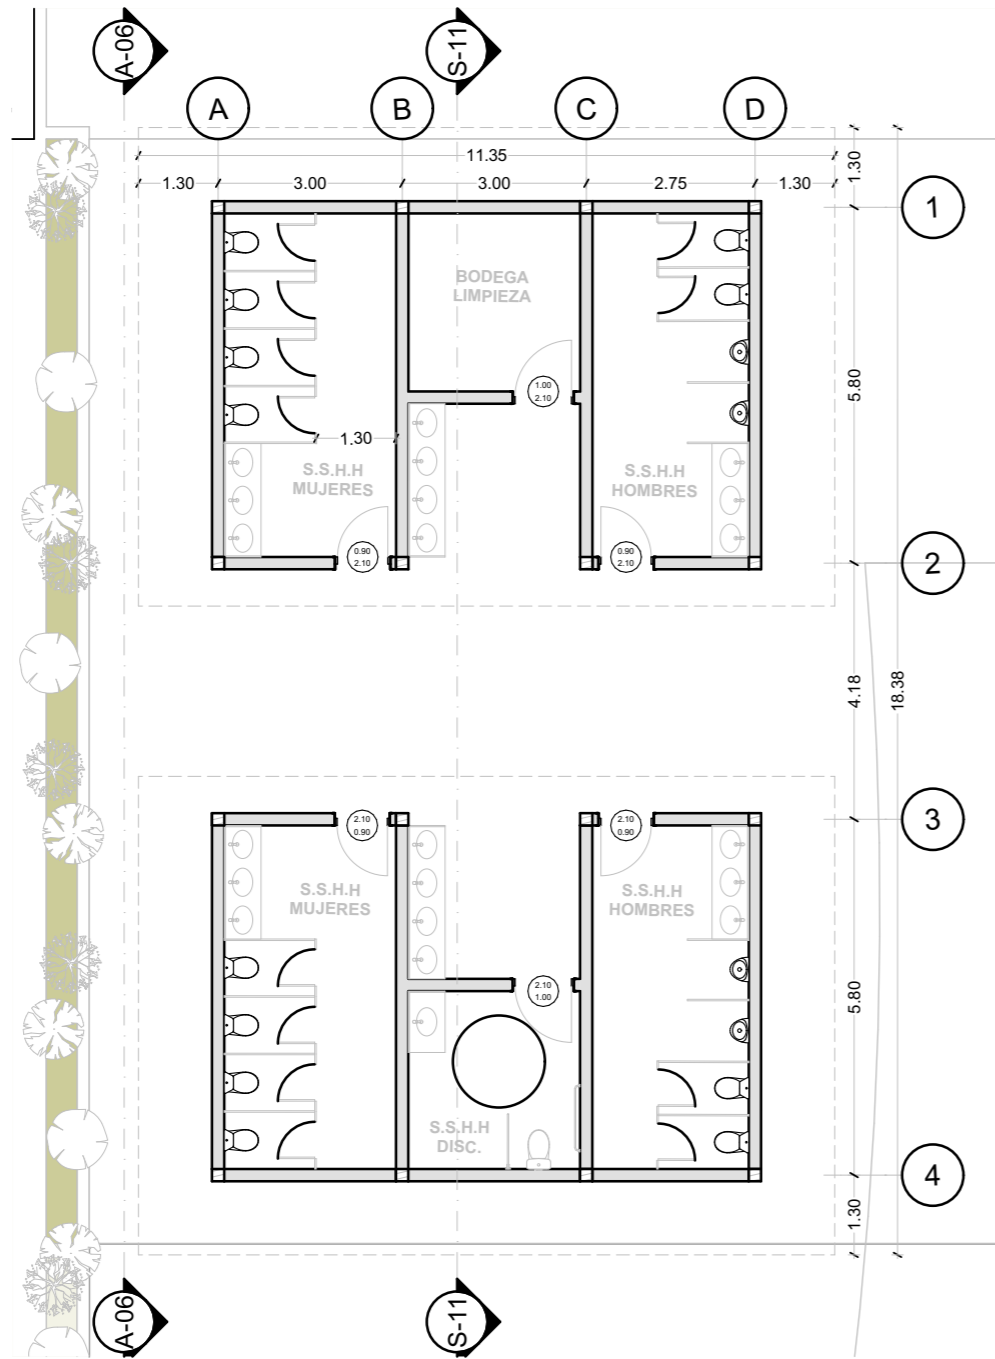 A-06
S-11
A
B
C
D
11.35
1.30
3.00
3.00
2.75
1.30
1.30
1
BODEGA
LIMPIEZA
5.80
1.00
2.10
1.30
S.S.H.H
MUJERES
S.S.H.H
HOMBRES
0.90
2.10
0.90
2.10
2
4.18
18.38
2.10
0.90
2.10
0.90
3
S.S.H.H
MUJERES
S.S.H.H
HOMBRES
2.10
1.00
5.80
S.S.H.H
DISC.
4
1.30
A-06
S-11